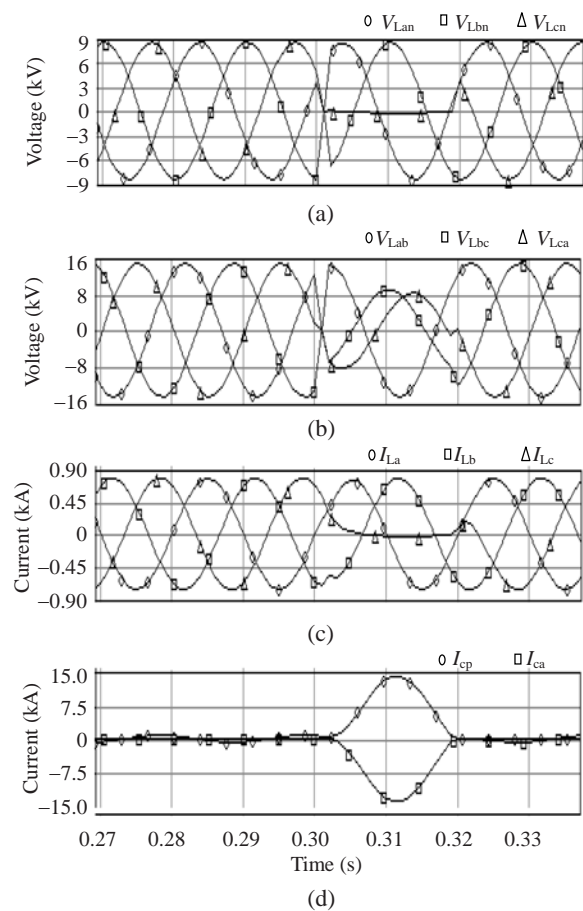 V_Lan V_Lbn V_Lcn
9
6
3
0
−3
−6
−9
Voltage (kV)
(a)
V_Lab V_Lbc V_Lca
16
8
0
−8
−16
Voltage (kV)
(b)
I_La I_Lb I_Lc
0.90
0.45
0
−0.45
−0.90
Current (kA)
(c)
I_cp I_ca
15.0
7.5
0
−7.5
−15.0
Current (kA)
0.27 0.28 0.29 0.30 0.31 0.32 0.33
Time (s)
(d)